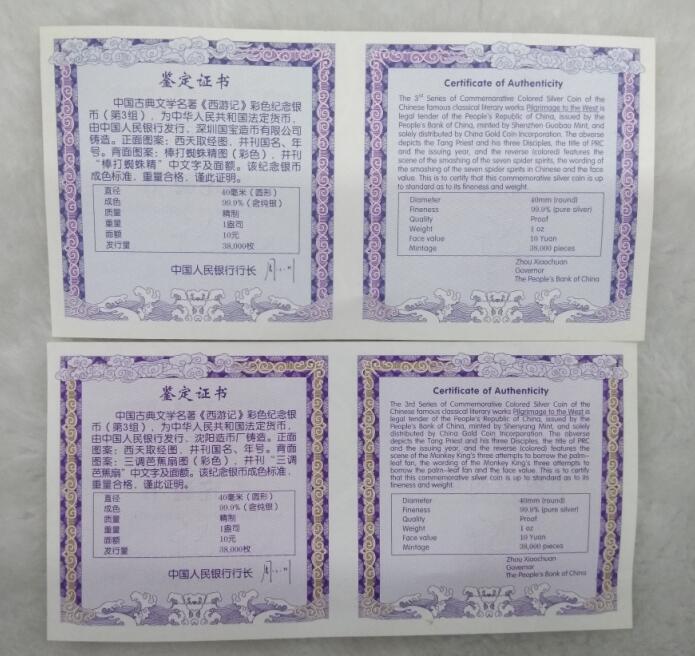 鉴定证书
中国古典文学名著《西游记》彩色纪念银
币（第3组），为中华人民共和国法定货币，
由中国人民银行发行，深圳国宝造币有限公司
铸造。正面图案：西天取经图，并刊国名、年
号。背面图案：棒打蜘蛛精图（彩色），并刊
“棒打蜘蛛精”中文字及面额。该纪念银币
成色标准，重量合格，谨此证明。
直径 40毫米（圆形）
成色 99.9%（含纯银）
质量 精制
重量 1盎司
面额 10元
发行量 38,000枚
中国人民银行行长
Certificate of Authenticity
The 3rd Series of Commemorative Colored Silver Coin of the
Chinese famous classical literary works Pilgrimage to the West is
legal tender of the People's Republic of China, issued by the
People's Bank of China, minted by Shenzhen Guobao Mint, and
solely distributed by China Gold Coin Incorporation. The obverse
depicts the Tang Priest and his three Disciples, the title of PRC
and the issuing year, and the reverse (colored) features the
scene of the smashing of the seven spider spirits, the wording of
the smashing of the seven spider spirits in Chinese and the face
value. This is to certify that this commemorative silver coin is up
to standard as to its fineness and weight.
Diameter 40mm (round)
Fineness 99.9% (pure silver)
Quality Proof
Weight 1 oz
Face value 10 Yuan
Mintage 38,000 pieces
Zhou Xiaochuan
Governor
The People's Bank of China
鉴定证书
中国古典文学名著《西游记》彩色纪念银
币（第3组），为中华人民共和国法定货币，
由中国人民银行发行，沈阳造币厂铸造。正面
图案：西天取经图，并刊国名、年号。背面
图案：三调芭蕉扇图（彩色），并刊“三调
芭蕉扇”中文字及面额。该纪念银币成色标准，
重量合格，谨此证明。
直径 40毫米（圆形）
成色 99.9%（含纯银）
质量 精制
重量 1盎司
面额 10元
发行量 38,000枚
中国人民银行行长
Certificate of Authenticity
The 3rd Series of Commemorative Colored Silver Coin of the
Chinese famous classical literary works Pilgrimage to the West is
legal tender of the People's Republic of China, issued by the
People's Bank of China, minted by Shenyang Mint, and solely
distributed by China Gold Coin Incorporation. The obverse
depicts the Tang Priest and his three Disciples, the title of PRC
and the issuing year, and the reverse (colored) features the
scene of the Monkey King's three attempts to borrow the palm-
leaf fan, the wording of the Monkey King's three attempts to
borrow the palm-leaf fan and the face value. This is to certify
that this commemorative silver coin is up to standard as to its
fineness and weight.
Diameter 40mm (round)
Fineness 99.9% (pure silver)
Quality Proof
Weight 1 oz
Face value 10 Yuan
Mintage 38,000 pieces
Zhou Xiaochuan
Governor
The People's Bank of China